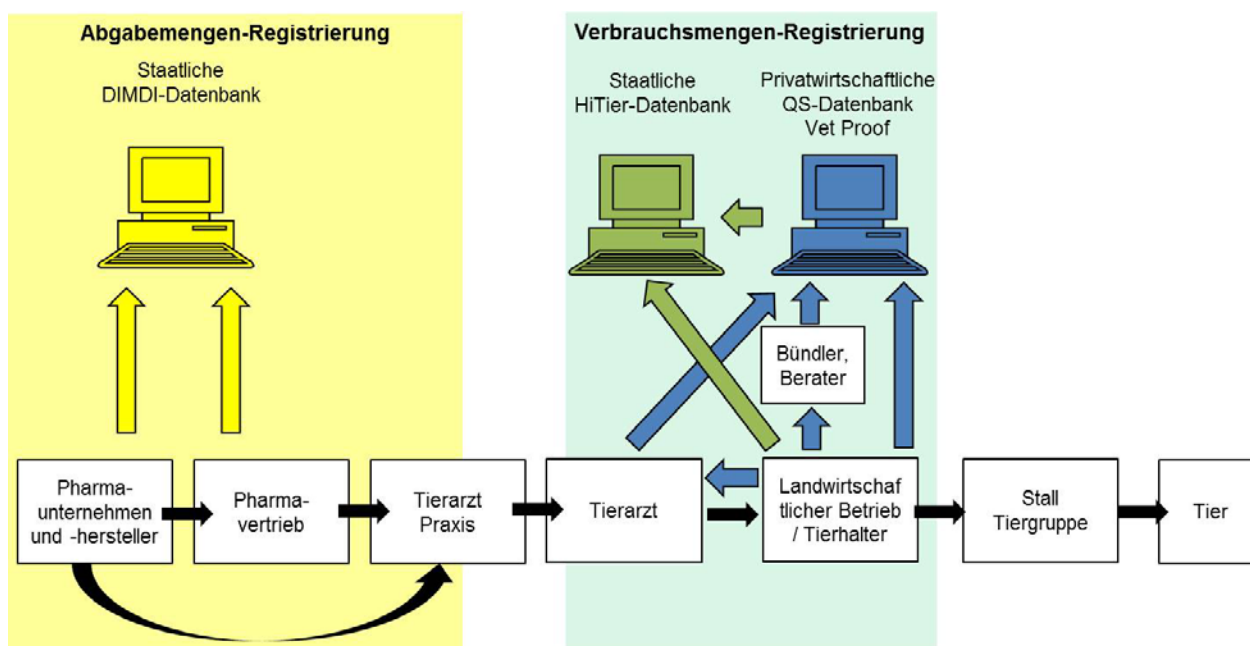 Abgabemengen-Registrierung
Staatliche
DIMDI-Datenbank
Verbrauchsmengen-Registrierung
Staatliche
HiTier-Datenbank
Privatwirtschaftliche
QS-Datenbank
Vet Proof
Bündler,
Berater
Pharma-
unternehmen
und -hersteller
Pharma-
vertrieb
Tierarzt
Praxis
Tierarzt
Landwirtschaf
tlicher Betrieb
/ Tierhalter
Stall
Tiergruppe
Tier